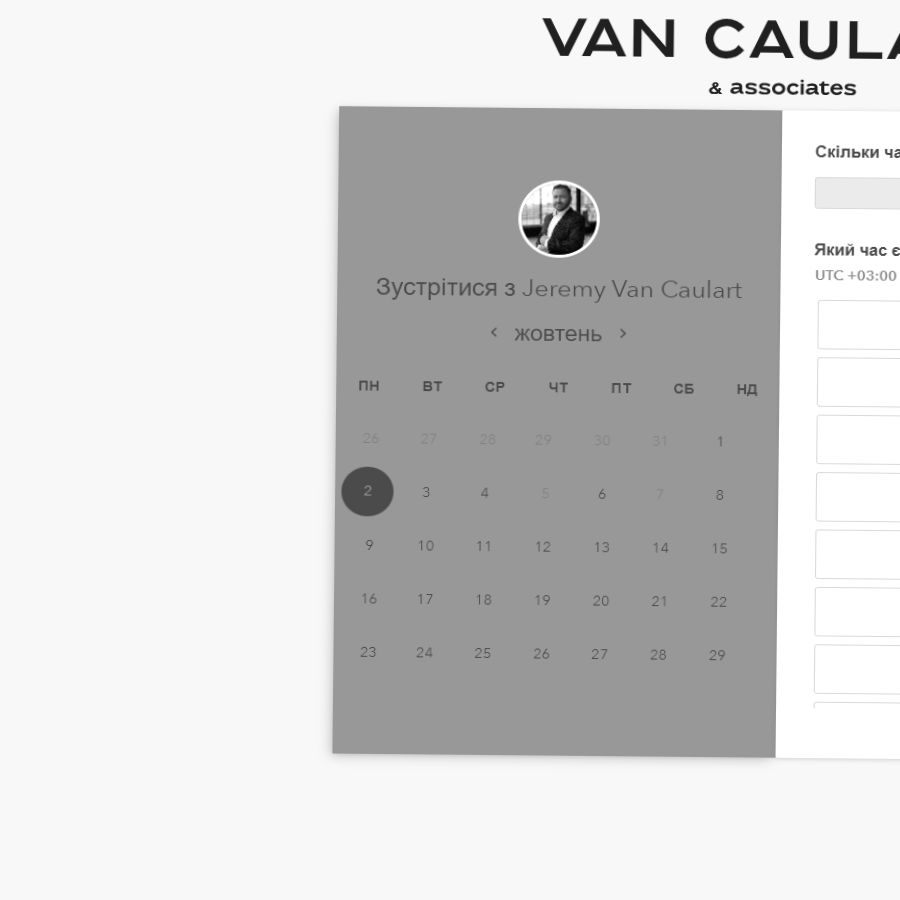 VAN CAULA
& associates
Зустрітися з Jeremy Van Caulart
жовтень
ПН ВТ СР ЧТ ПТ СБ НД
26 27 28 29 30 31 1
2 3 4 5 6 7 8
9 10 11 12 13 14 15
16 17 18 19 20 21 22
23 24 25 26 27 28 29
Скільки ча
Який час є
UTC +03:00